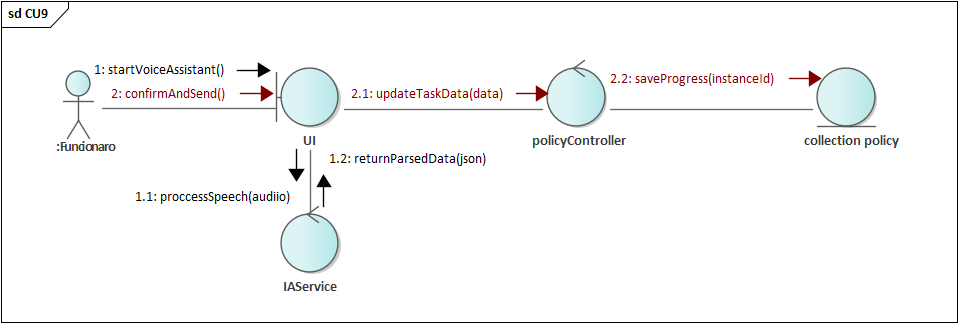 sd CU9
1: startVoiceAssistant()
2: confirmAndSend()
2.1: updateTaskData(data)
2.2: saveProgress(instanceId)
:Funcionaro
UI
policyController
collection policy
1.2: returnParsedData(json)
1.1: proccessSpeech(audiio)
IAService